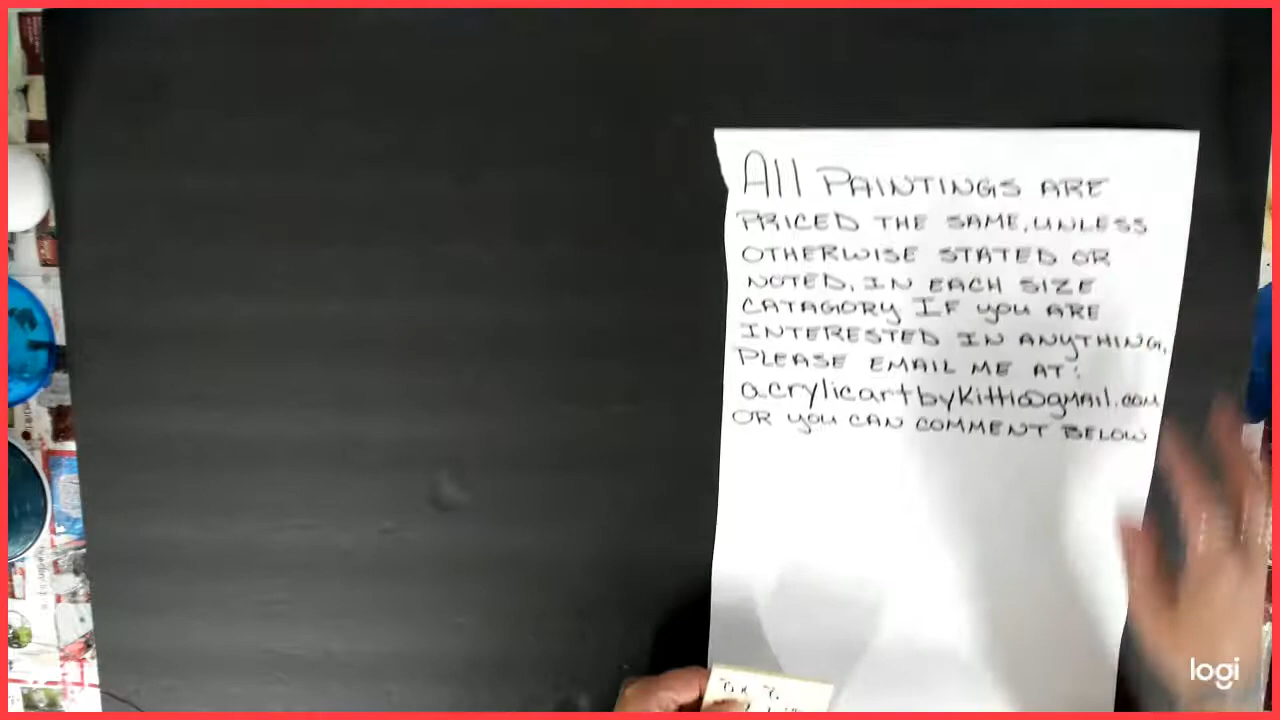 All PAINTINGS ARE
PRICED THE SAME, UNLESS
OTHERWISE STATED OR
NOTED, IN EACH SIZE
CATAGORY IF you ARE
INTERESTED IN ANYTHING,
PLEASE EMAIL ME AT:
acrylicartbyKitti@gmail.com
OR you CAN COMMENT BELOW
logi